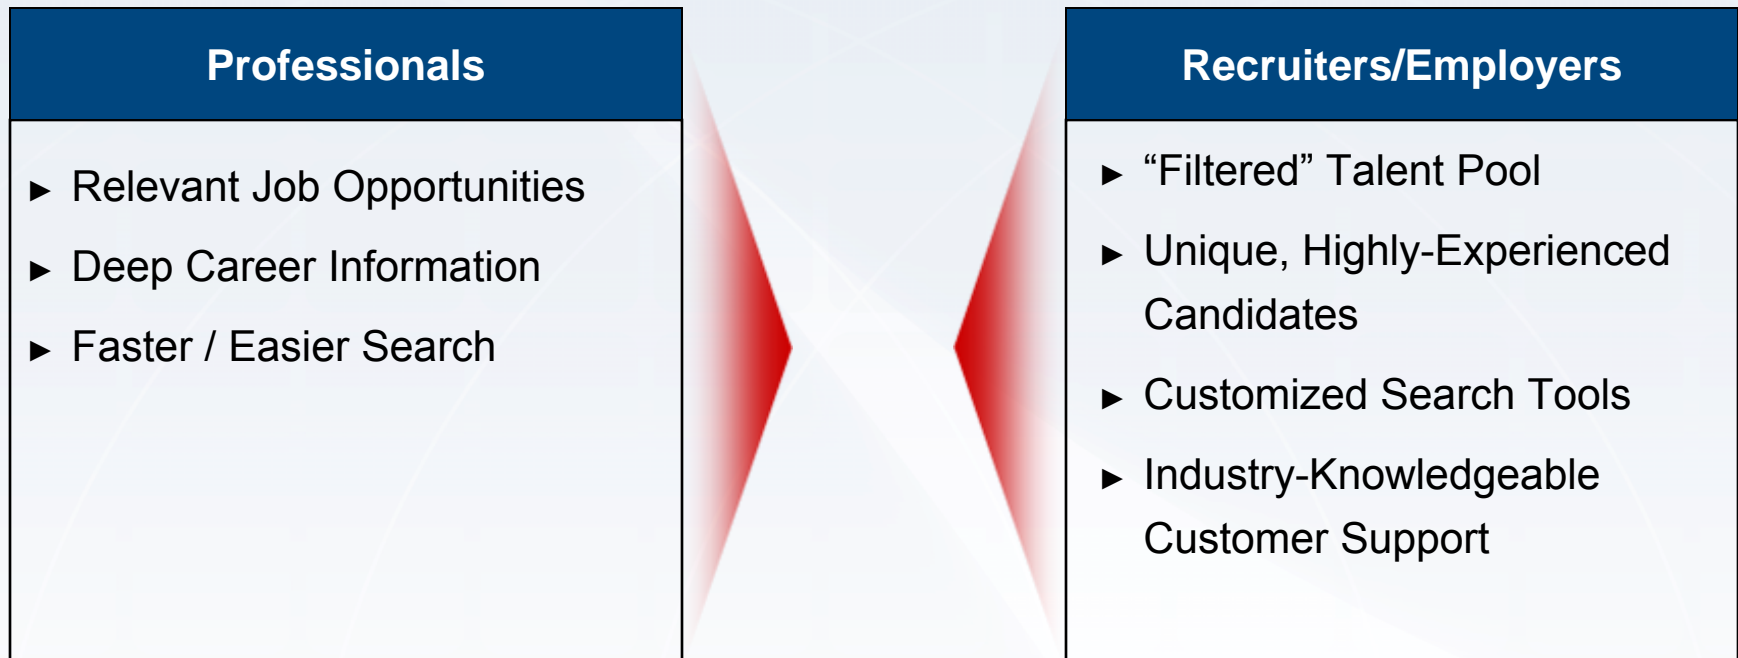 Professionals
► Relevant Job Opportunities
► Deep Career Information
► Faster / Easier Search
Recruiters/Employers
► “Filtered” Talent Pool
► Unique, Highly-Experienced
Candidates
► Customized Search Tools
► Industry-Knowledgeable
Customer Support